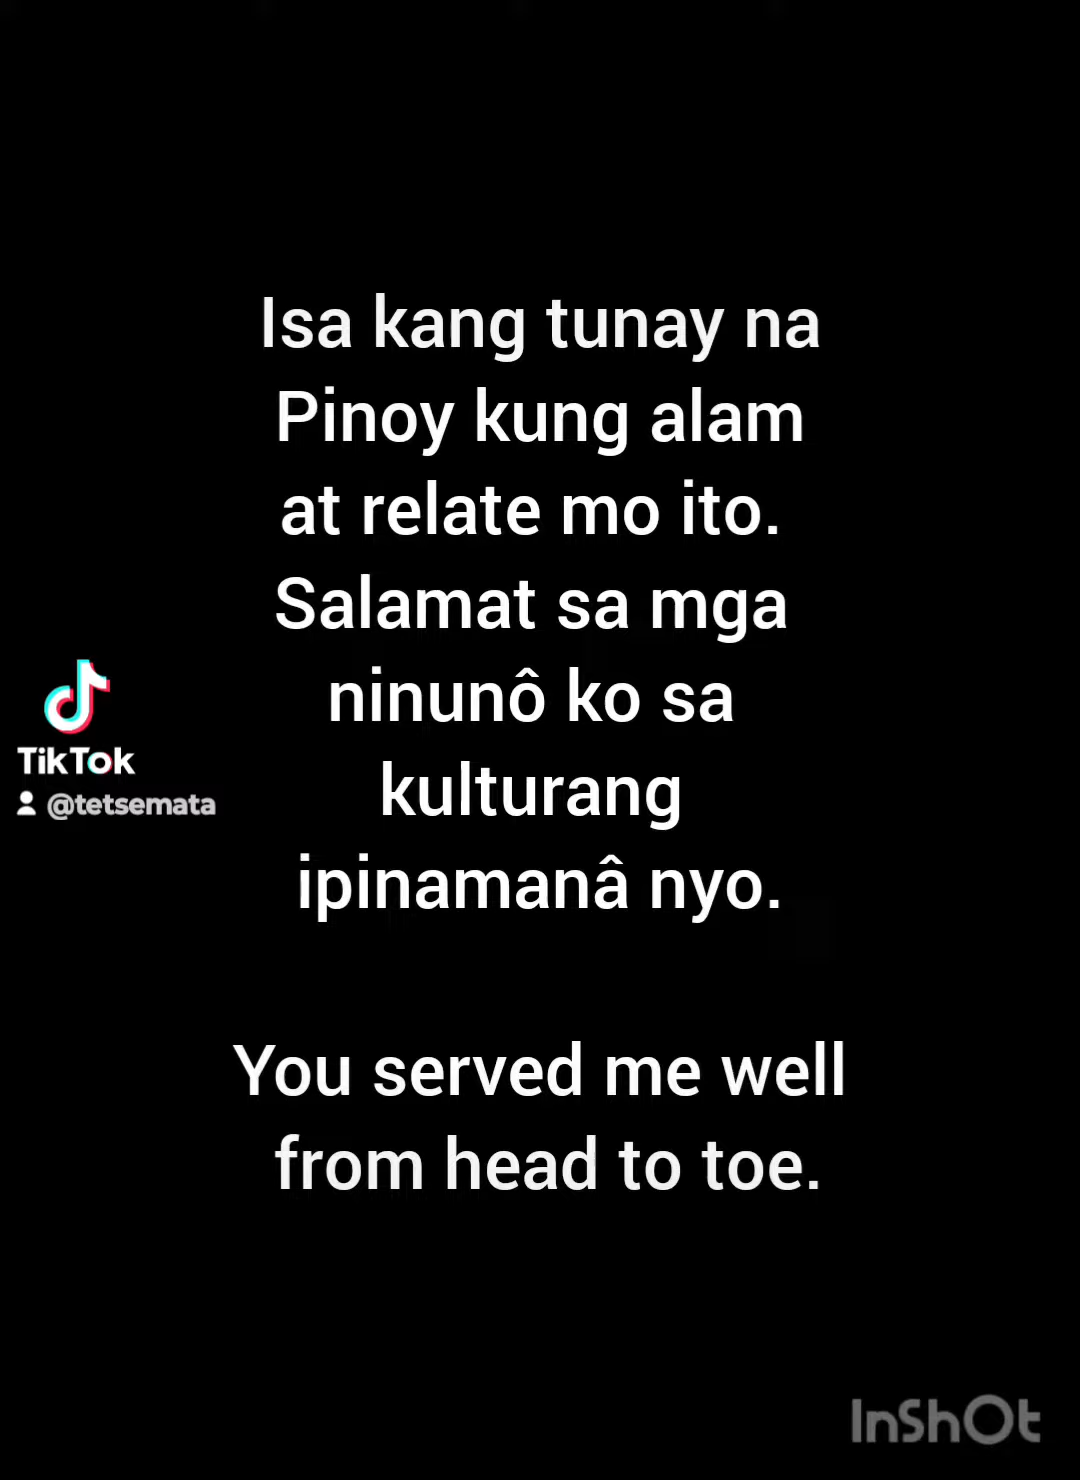 Isa kang tunay na
Pinoy kung alam
at relate mo ito.
Salamat sa mga
ninunô ko sa
kulturang
ipinamanâ nyo.
You served me well
from head to toe.
TikTok
@tetsemata
InShOt